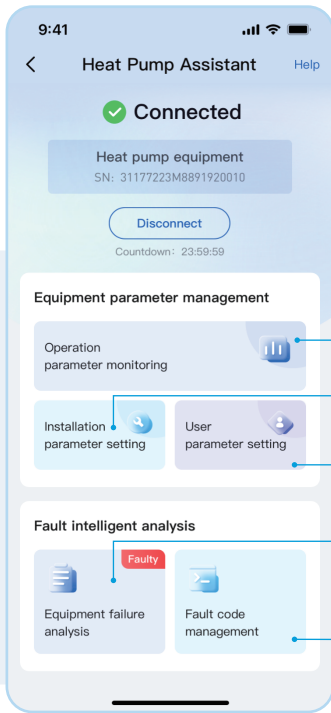 9:41
Heat Pump Assistant Help
Connected
Heat pump equipment
SN: 31177223M8891920010
Disconnect
Countdown: 23:59:59
Equipment parameter management
Operation
parameter monitoring
Installation
parameter setting
User
parameter setting
Fault intelligent analysis
Faulty
Equipment failure
analysis
Fault code
management